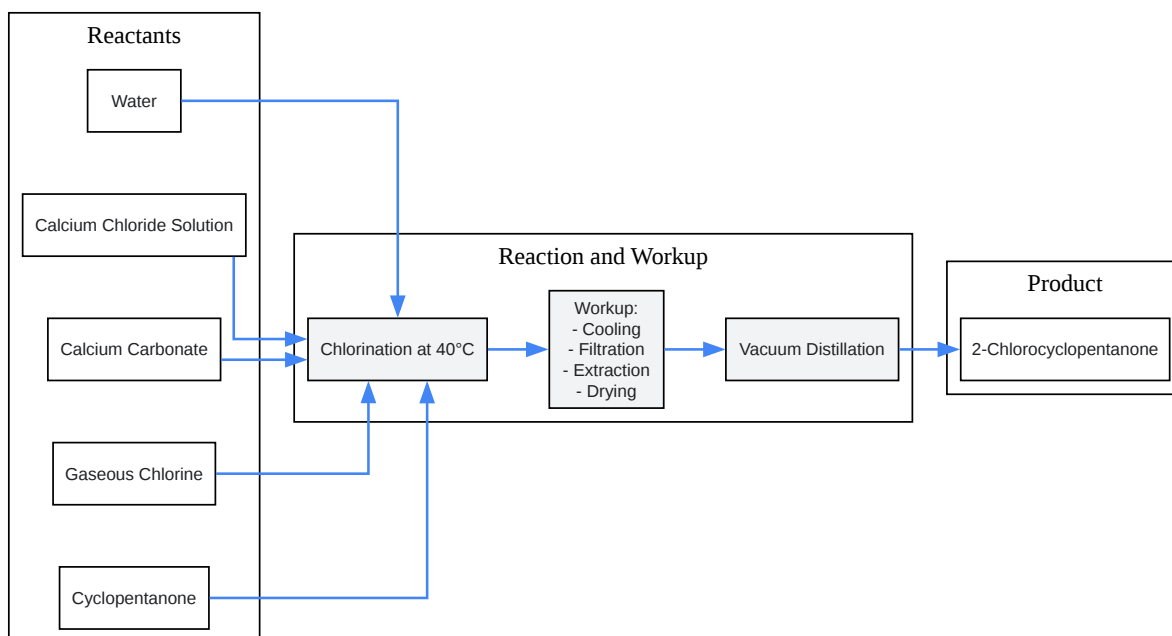 Reactants
Water
Calcium Chloride Solution
Calcium Carbonate
Gaseous Chlorine
Cyclopentanone
Reaction and Workup
Chlorination at 40°C
Workup:
- Cooling
- Filtration
- Extraction
- Drying
Vacuum Distillation
Product
2-Chlorocyclopentanone